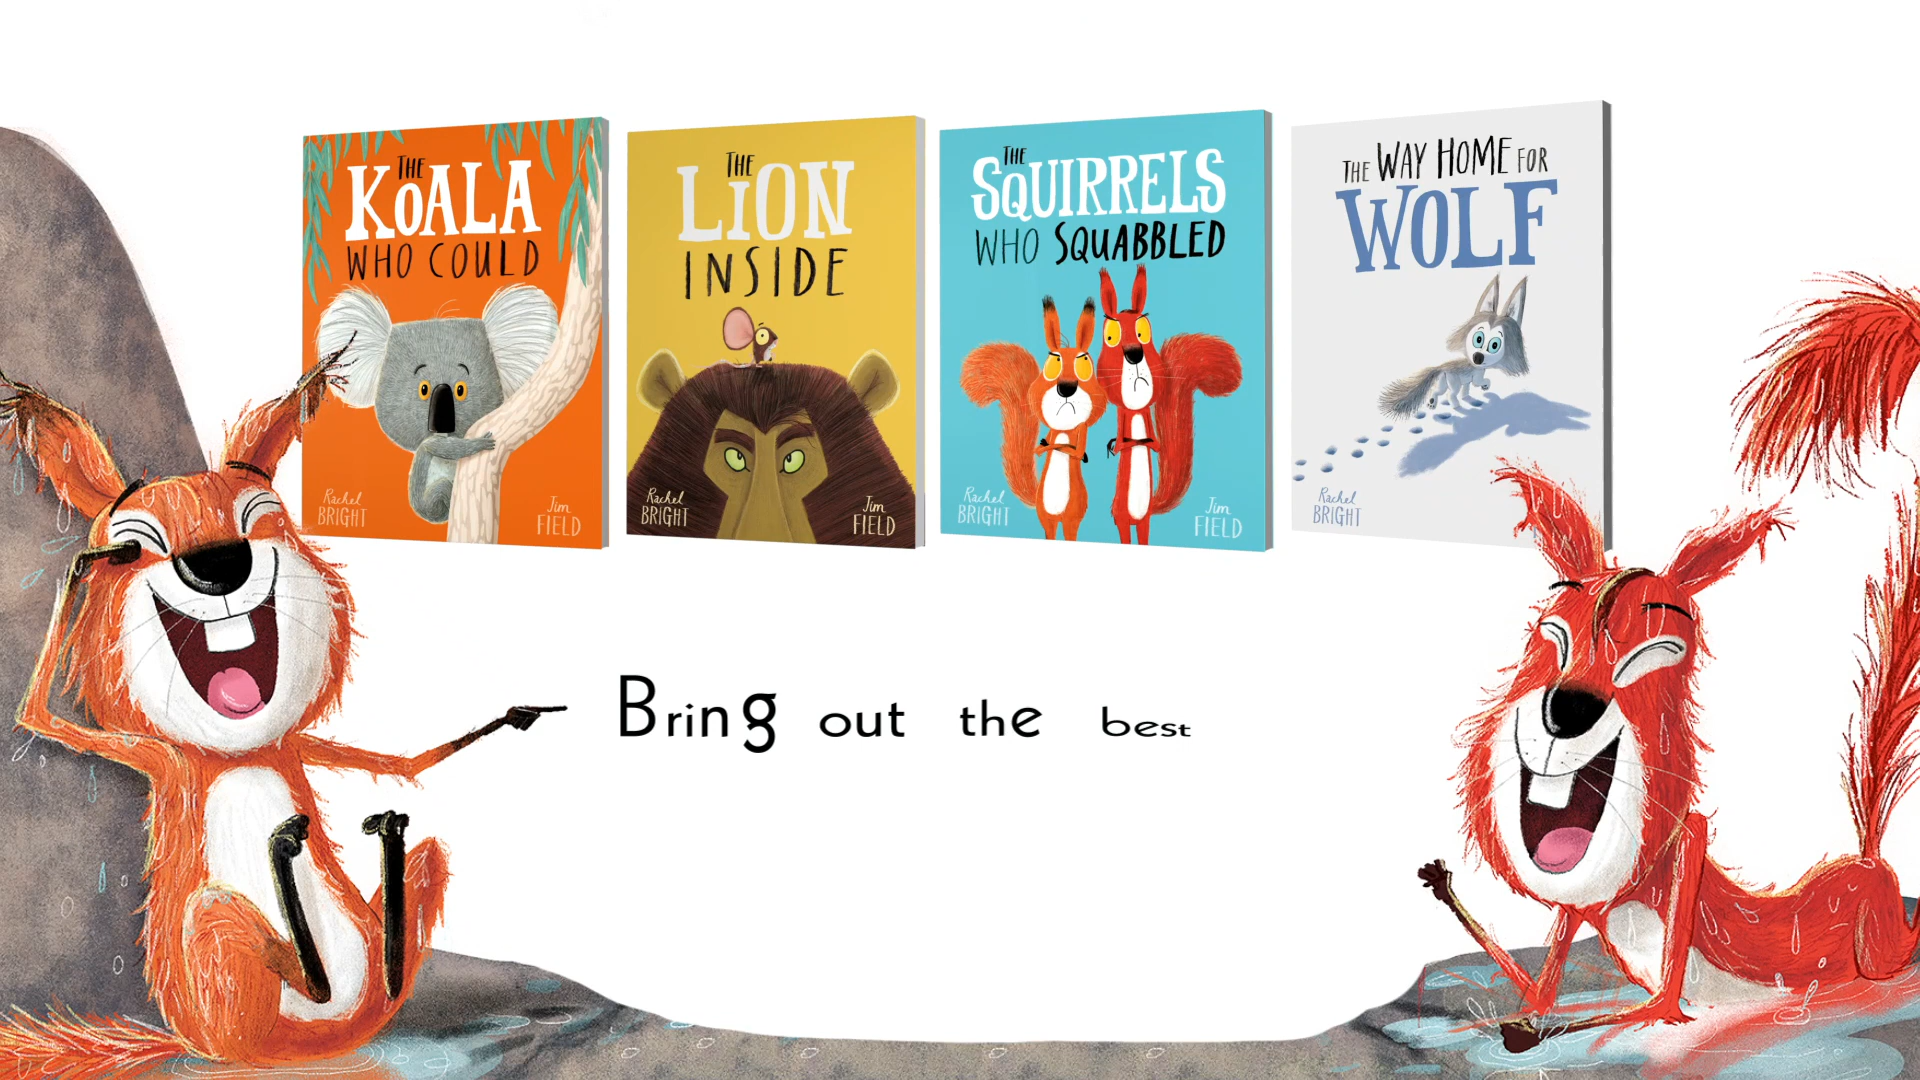 THE
KOALA
WHO COULD
Rachel
BRIGHT
Jim
FIELD
THE
LION
INSIDE
Rachel
BRIGHT
Jim
FIELD
THE
SQUIRRELS
WHO SQUABBLED
Rachel
BRIGHT
Jim
FIELD
THE WAY HOME FOR
WOLF
Rachel
BRIGHT
Bring out the best